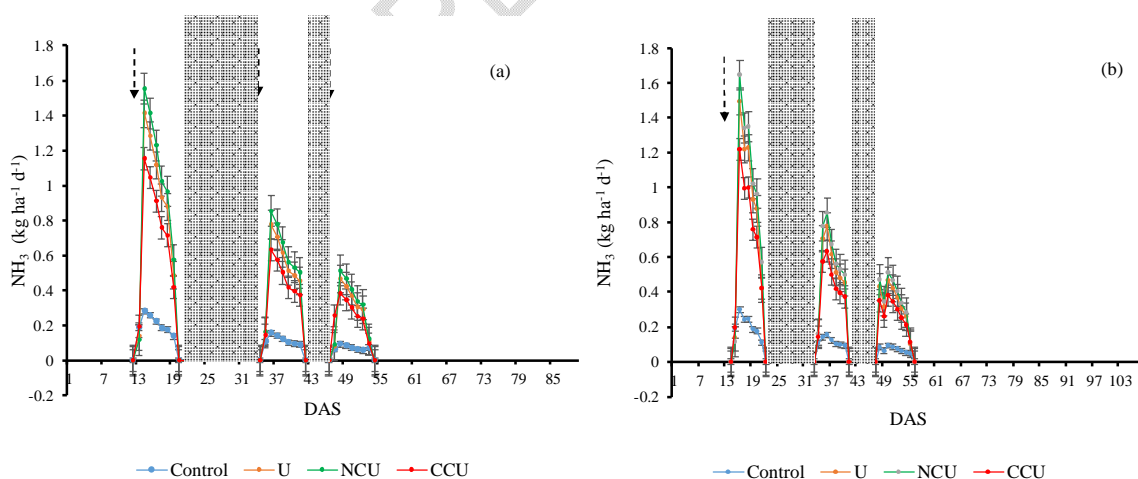 (a)
NH₃ (kg ha⁻¹ d⁻¹)
1.8
1.6
1.4
1.2
1
0.8
0.6
0.4
0.2
0
-0.2
1 7 13 19 25 31 37 43 49 55 61 67 73 79 85
DAS
Control U NCU CCU
(b)
NH₃ (kg ha⁻¹ d⁻¹)
1.8
1.6
1.4
1.2
1
0.8
0.6
0.4
0.2
0
-0.2
1 7 13 19 25 31 37 43 49 55 61 67 73 79 85 91 97 103
DAS
Control U NCU CCU